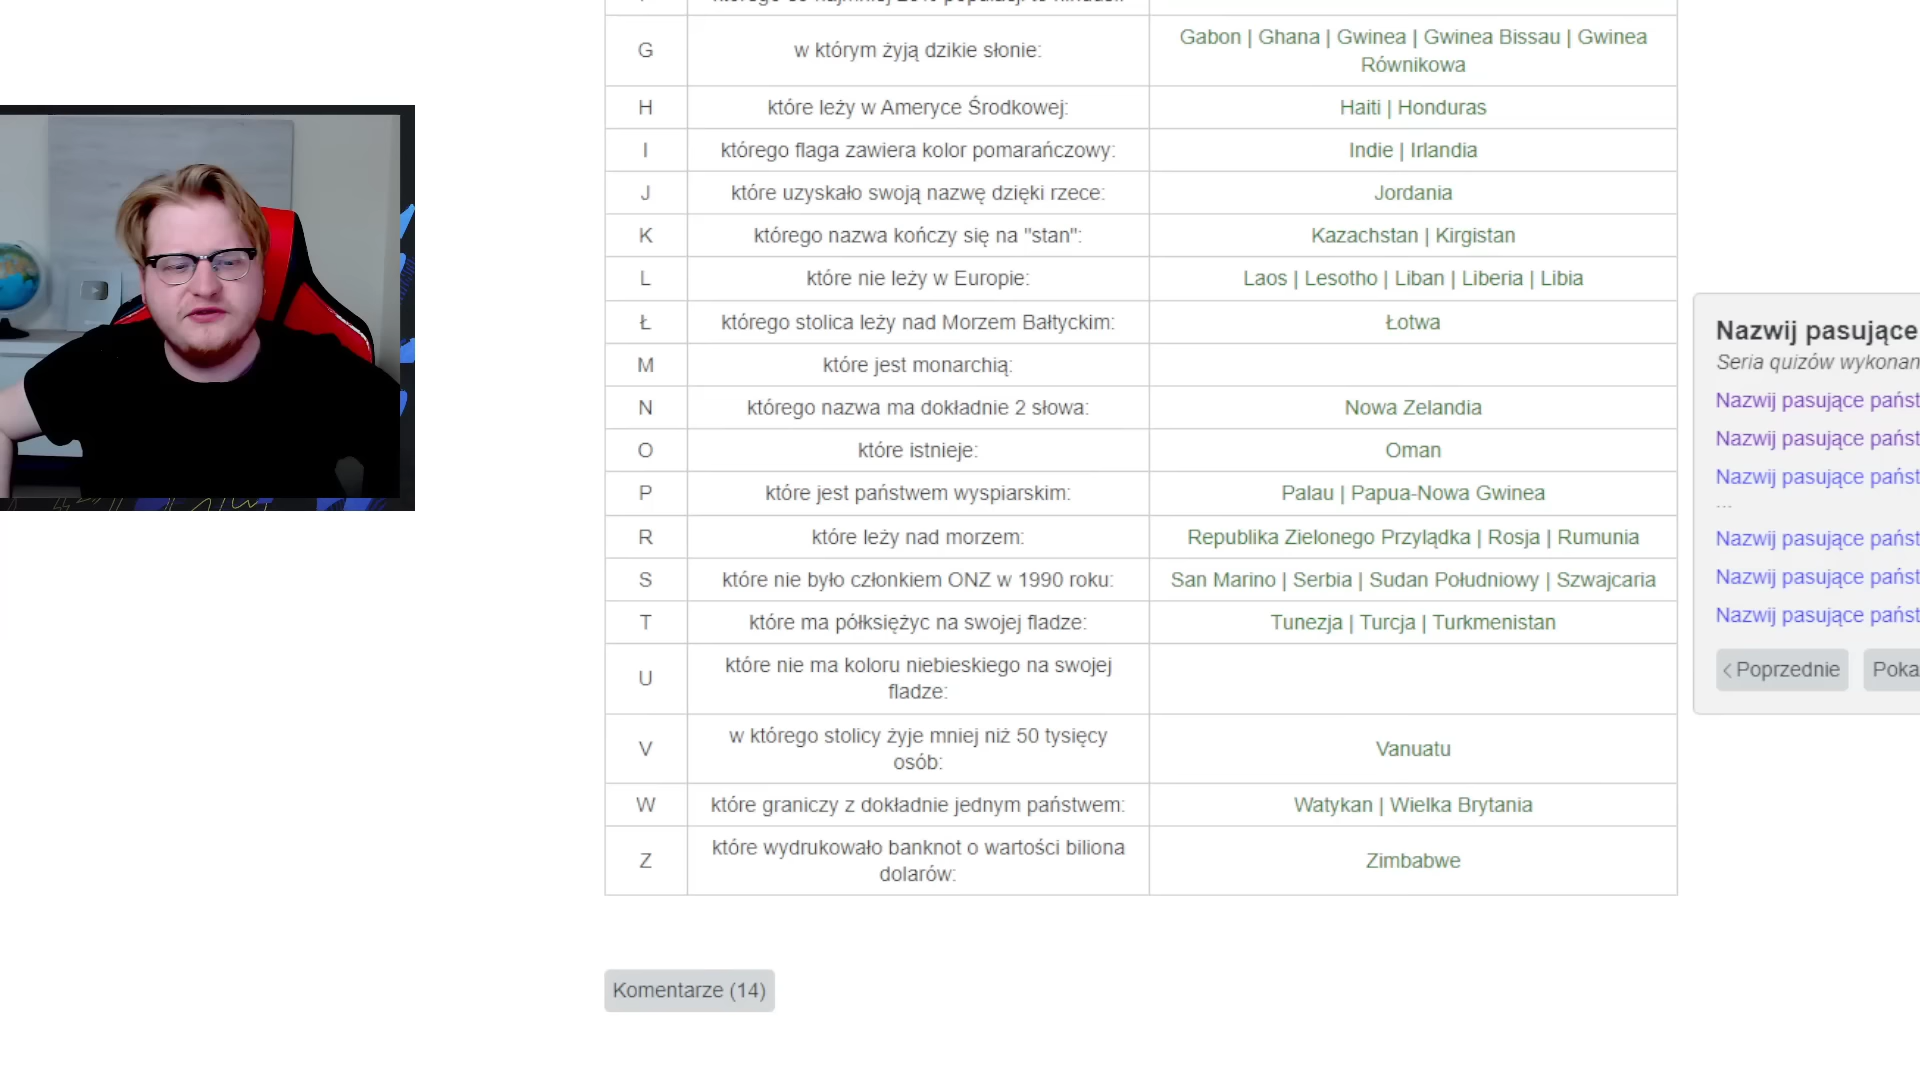 G
w którym żyją dzikie słonie:
Gabon | Ghana | Gwinea | Gwinea Bissau | Gwinea
Równikowa
H
które leży w Ameryce Środkowej:
Haiti | Honduras
I
którego flaga zawiera kolor pomarańczowy:
Indie | Irlandia
J
które uzyskało swoją nazwę dzięki rzece:
Jordania
K
którego nazwa kończy się na "stan":
Kazachstan | Kirgistan
L
które nie leży w Europie:
Laos | Lesotho | Liban | Liberia | Libia
Ł
którego stolica leży nad Morzem Bałtyckim:
Łotwa
M
które jest monarchią:
N
którego nazwa ma dokładnie 2 słowa:
Nowa Zelandia
O
które istnieje:
Oman
P
które jest państwem wyspiarskim:
Palau | Papua-Nowa Gwinea
R
które leży nad morzem:
Republika Zielonego Przylądka | Rosja | Rumunia
S
które nie było członkiem ONZ w 1990 roku:
San Marino | Serbia | Sudan Południowy | Szwajcaria
T
które ma półksiężyc na swojej fladze:
Tunezja | Turcja | Turkmenistan
U
które nie ma koloru niebieskiego na swojej
fladze:
V
w którego stolicy żyje mniej niż 50 tysięcy
osób:
Vanuatu
W
które graniczy z dokładnie jednym państwem:
Watykan | Wielka Brytania
Z
które wydrukowało banknot o wartości biliona
dolarów:
Zimbabwe
Komentarze (14)
Nazwij pasujące
Seria quizów wykonan
Nazwij pasujące państ
Nazwij pasujące państ
Nazwij pasujące państ
...
Nazwij pasujące państ
Nazwij pasujące państ
Nazwij pasujące państ
< Poprzednie
Poka